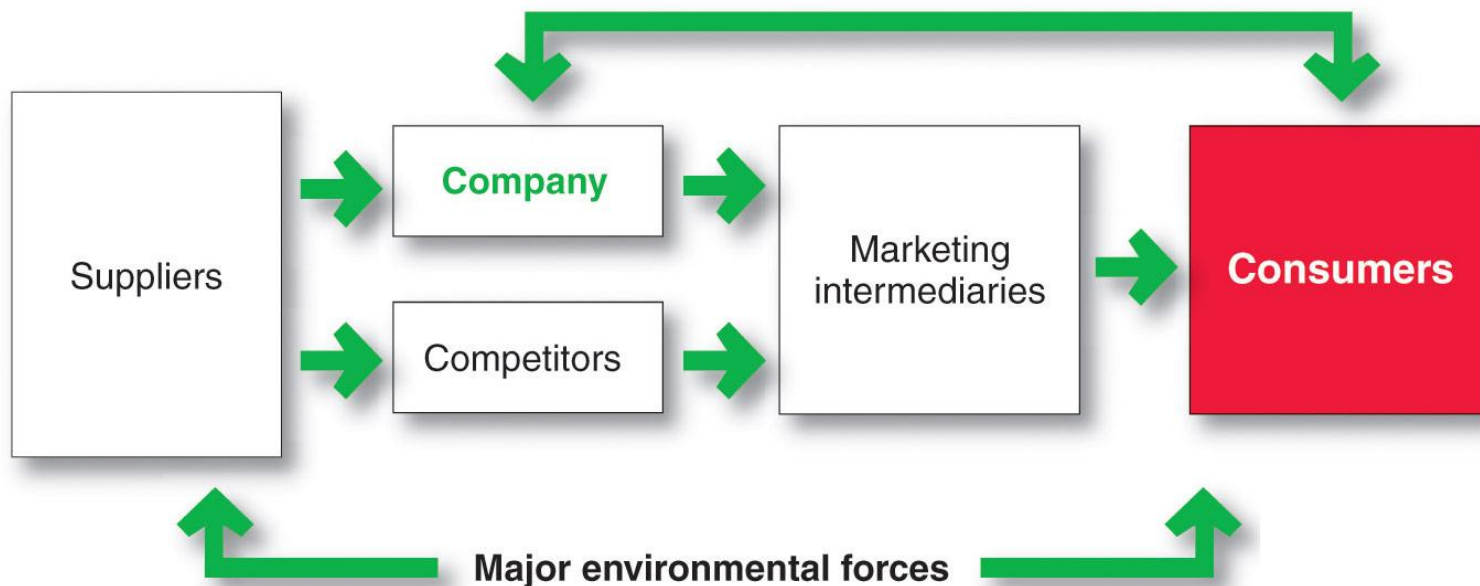 Suppliers
Company
Competitors
Marketing
intermediaries
Consumers
Major environmental forces